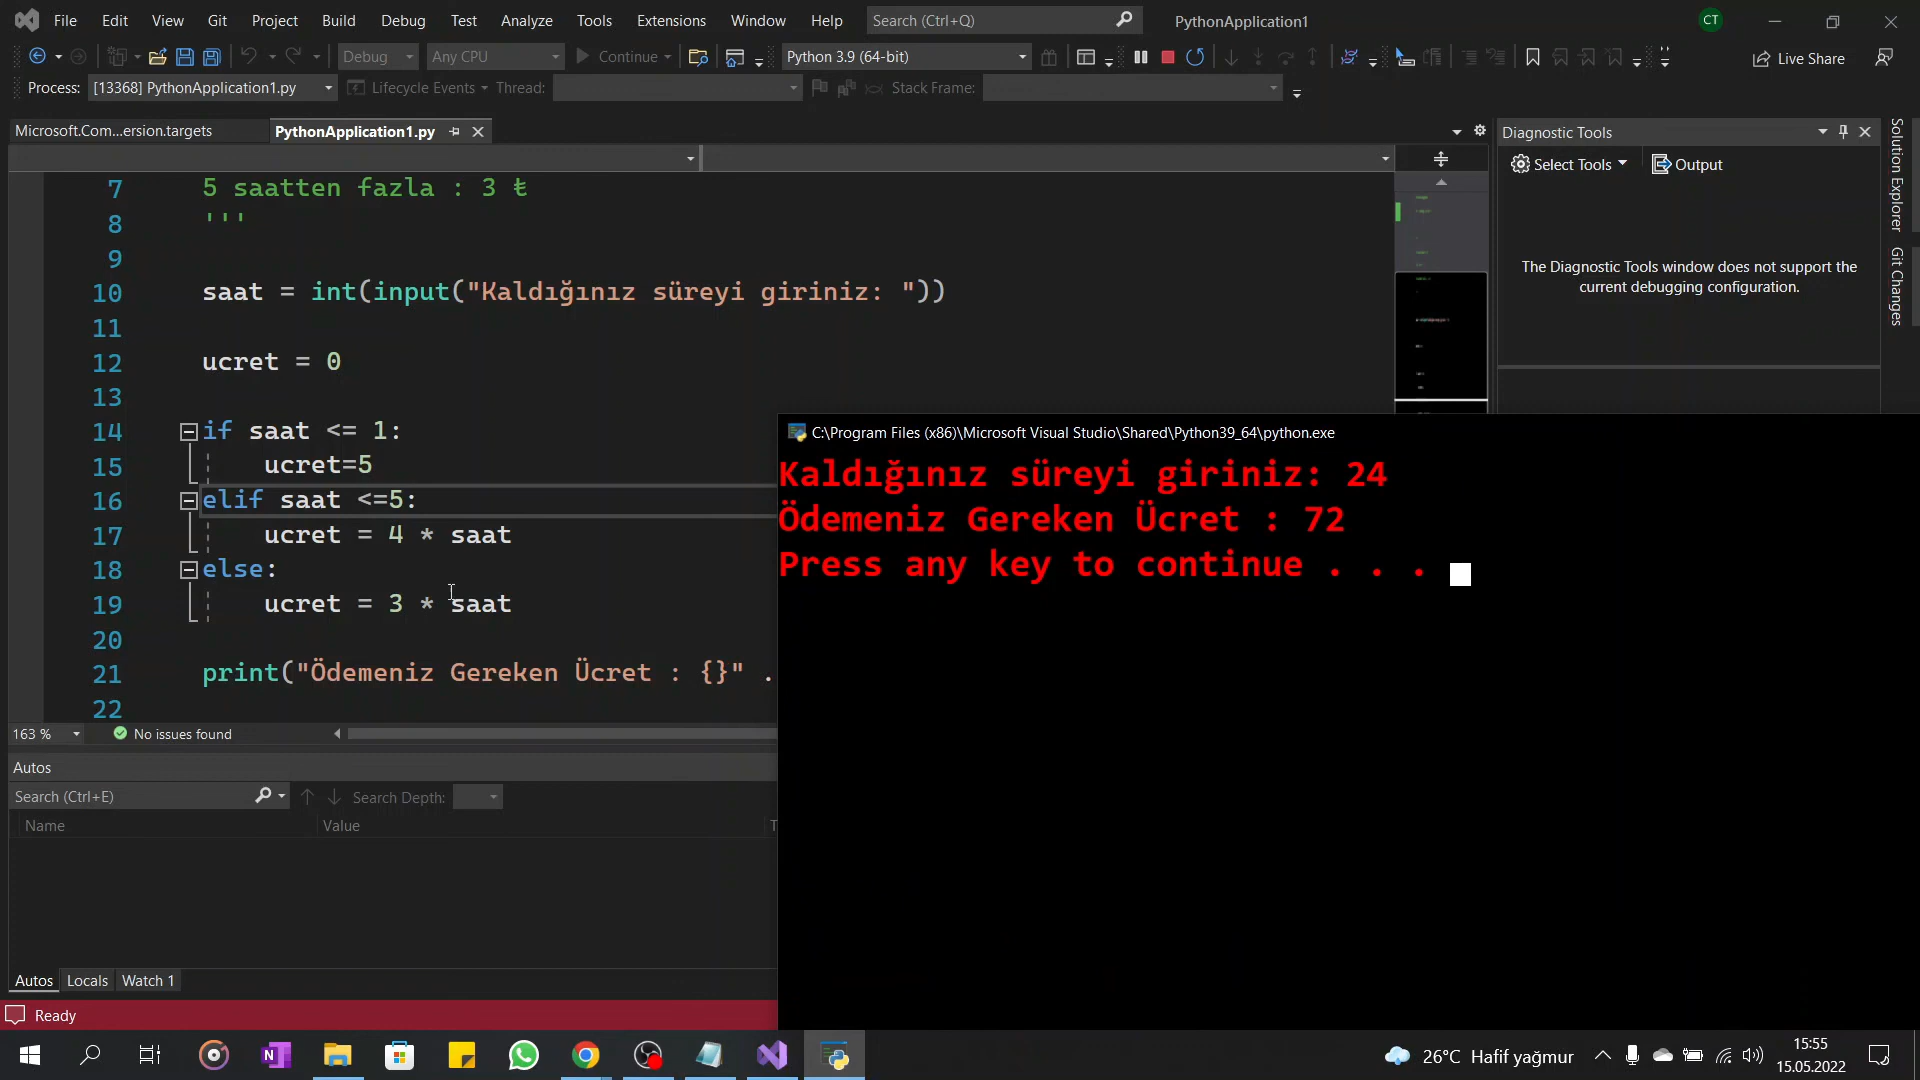 File Edit View Git Project Build Debug Test Analyze Tools Extensions Window Help Search (Ctrl+Q) PythonApplication1 CT
Debug Any CPU Continue Python 3.9 (64-bit) Live Share
Process: [13368] PythonApplication1.py Lifecycle Events Thread: Stack Frame:
Microsoft.Com...ersion.targets PythonApplication1.py
Diagnostic Tools
Select Tools Output
The Diagnostic Tools window does not support the
current debugging configuration.
Solution Explorer
Git Changes
7 5 saatten fazla : 3 ₺
8 '''
9
10 saat = int(input("Kaldığınız süreyi giriniz: "))
11
12 ucret = 0
13
14 if saat <= 1:
15 ucret=5
16 elif saat <=5:
17 ucret = 4 * saat
18 else:
19 ucret = 3 * saat
20
21 print("Ödemeniz Gereken Ücret : {}" .
22
C:\Program Files (x86)\Microsoft Visual Studio\Shared\Python39_64\python.exe
Kaldığınız süreyi giriniz: 24
Ödemeniz Gereken Ücret : 72
Press any key to continue . . .
163 % No issues found
Autos
Search (Ctrl+E) Search Depth:
Name Value T
Autos Locals Watch 1
Ready
26°C Hafif yağmur
15:55
15.05.2022